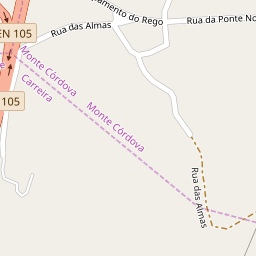 amento do Rego
Rua da Ponte No
EN 105
Rua das Almas
Monte Córdova
Carreira
Monte Córdova
105
Rua das Almas